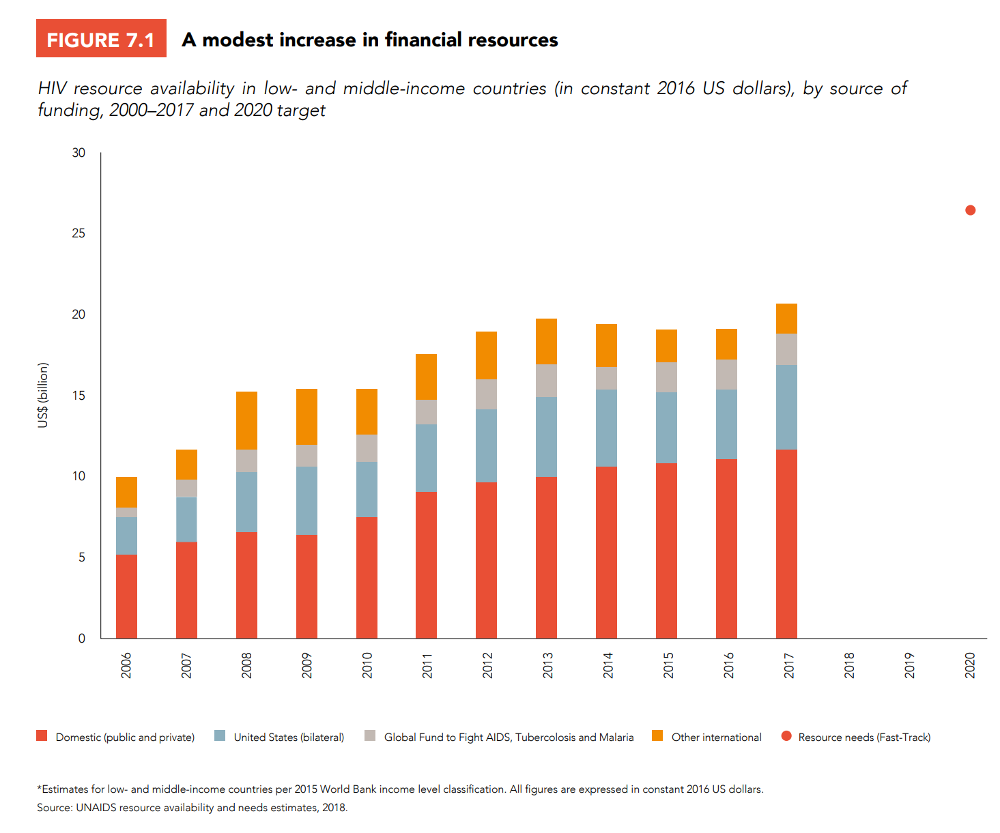 FIGURE 7.1
A modest increase in financial resources
HIV resource availability in low- and middle-income countries (in constant 2016 US dollars), by source of
funding, 2000–2017 and 2020 target
30
25
20
15
10
5
0
US$ (billion)
2006
2007
2008
2009
2010
2011
2012
2013
2014
2015
2016
2017
2018
2019
2020
Domestic (public and private)
United States (bilateral)
Global Fund to Fight AIDS, Tubercolosis and Malaria
Other international
Resource needs (Fast-Track)
*Estimates for low- and middle-income countries per 2015 World Bank income level classification. All figures are expressed in constant 2016 US dollars.
Source: UNAIDS resource availability and needs estimates, 2018.